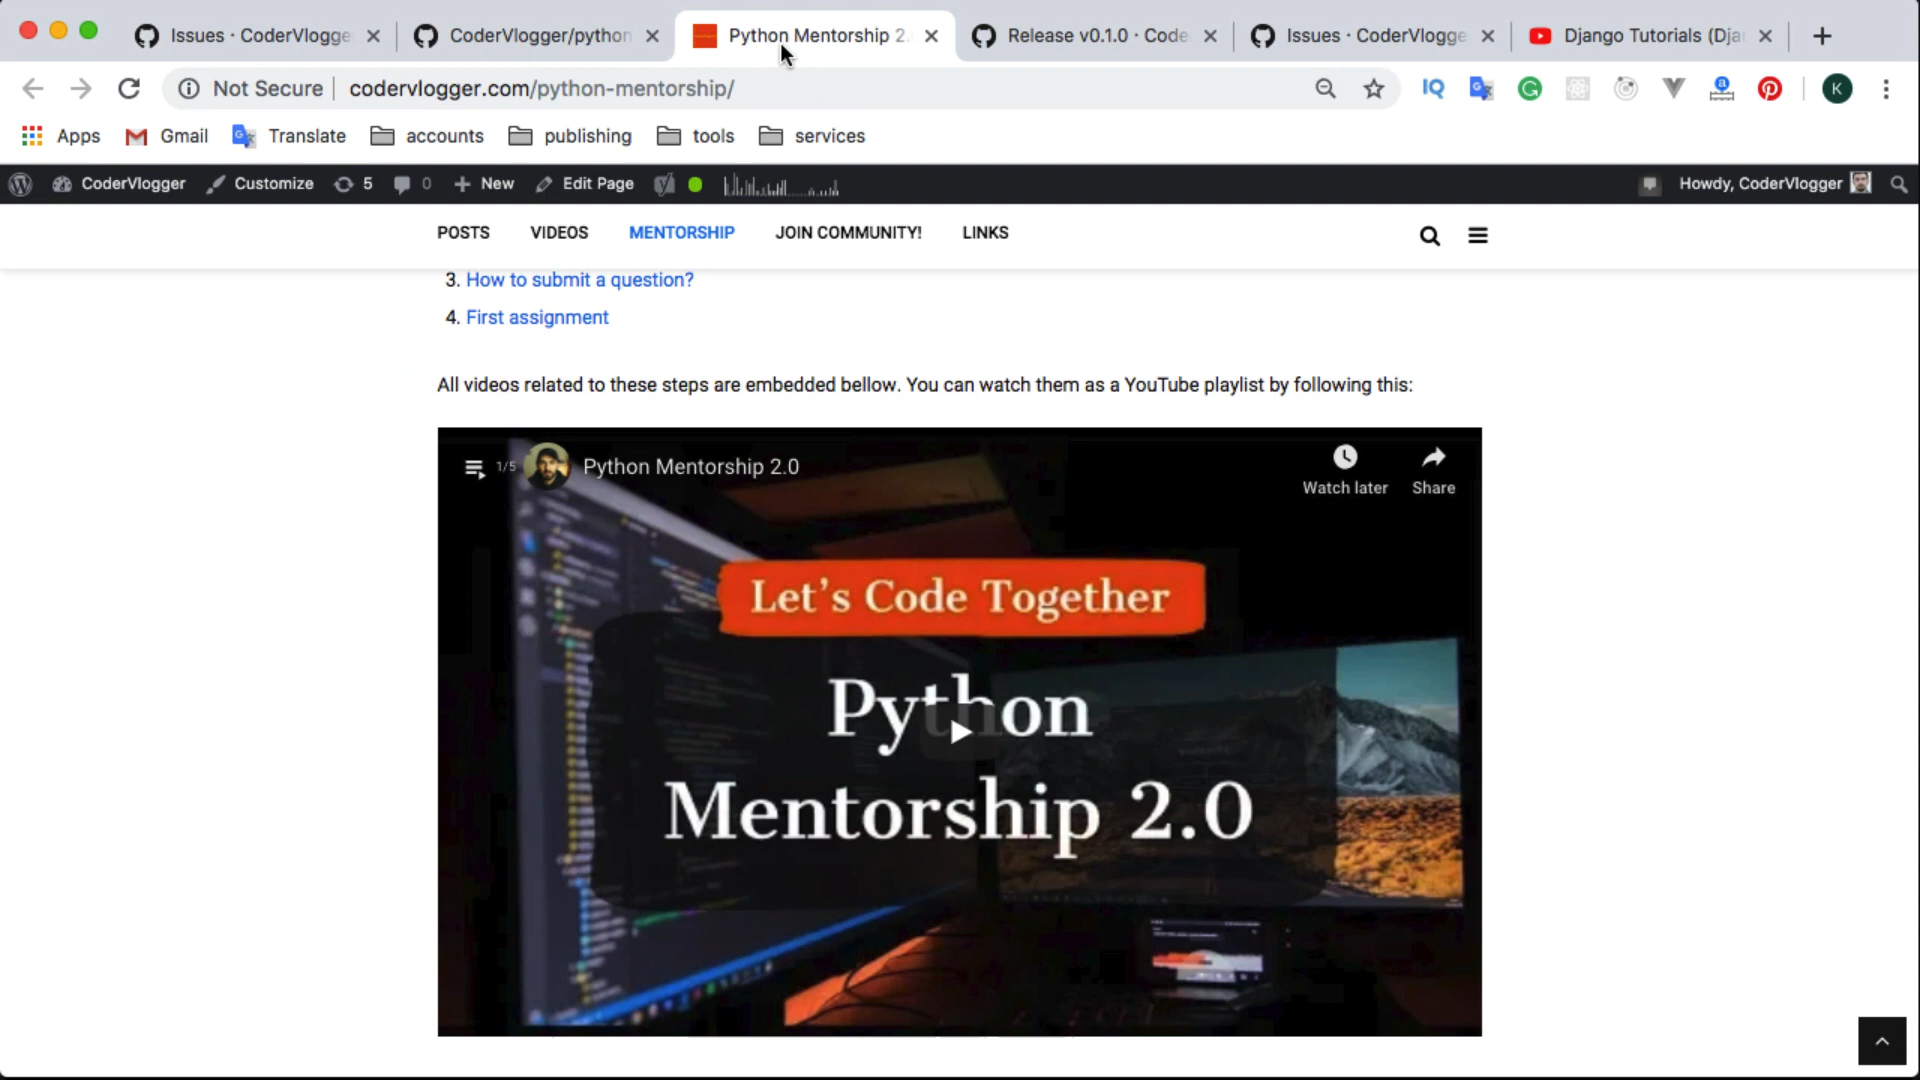 Issues · CoderVlogge
CoderVlogger/python
Python Mentorship 2.
Release v0.1.0 · Code
Issues · CoderVlogge
Django Tutorials (Dja
Not Secure
codervlogger.com/python-mentorship/
IQ
K
Apps
Gmail
Translate
accounts
publishing
tools
services
CoderVlogger
Customize
5
0
New
Edit Page
Howdy, CoderVlogger
POSTS
VIDEOS
MENTORSHIP
JOIN COMMUNITY!
LINKS
3. How to submit a question?
4. First assignment
All videos related to these steps are embedded bellow. You can watch them as a YouTube playlist by following this:
1/5
Python Mentorship 2.0
Watch later
Share
Let's Code Together
Python
Mentorship 2.0